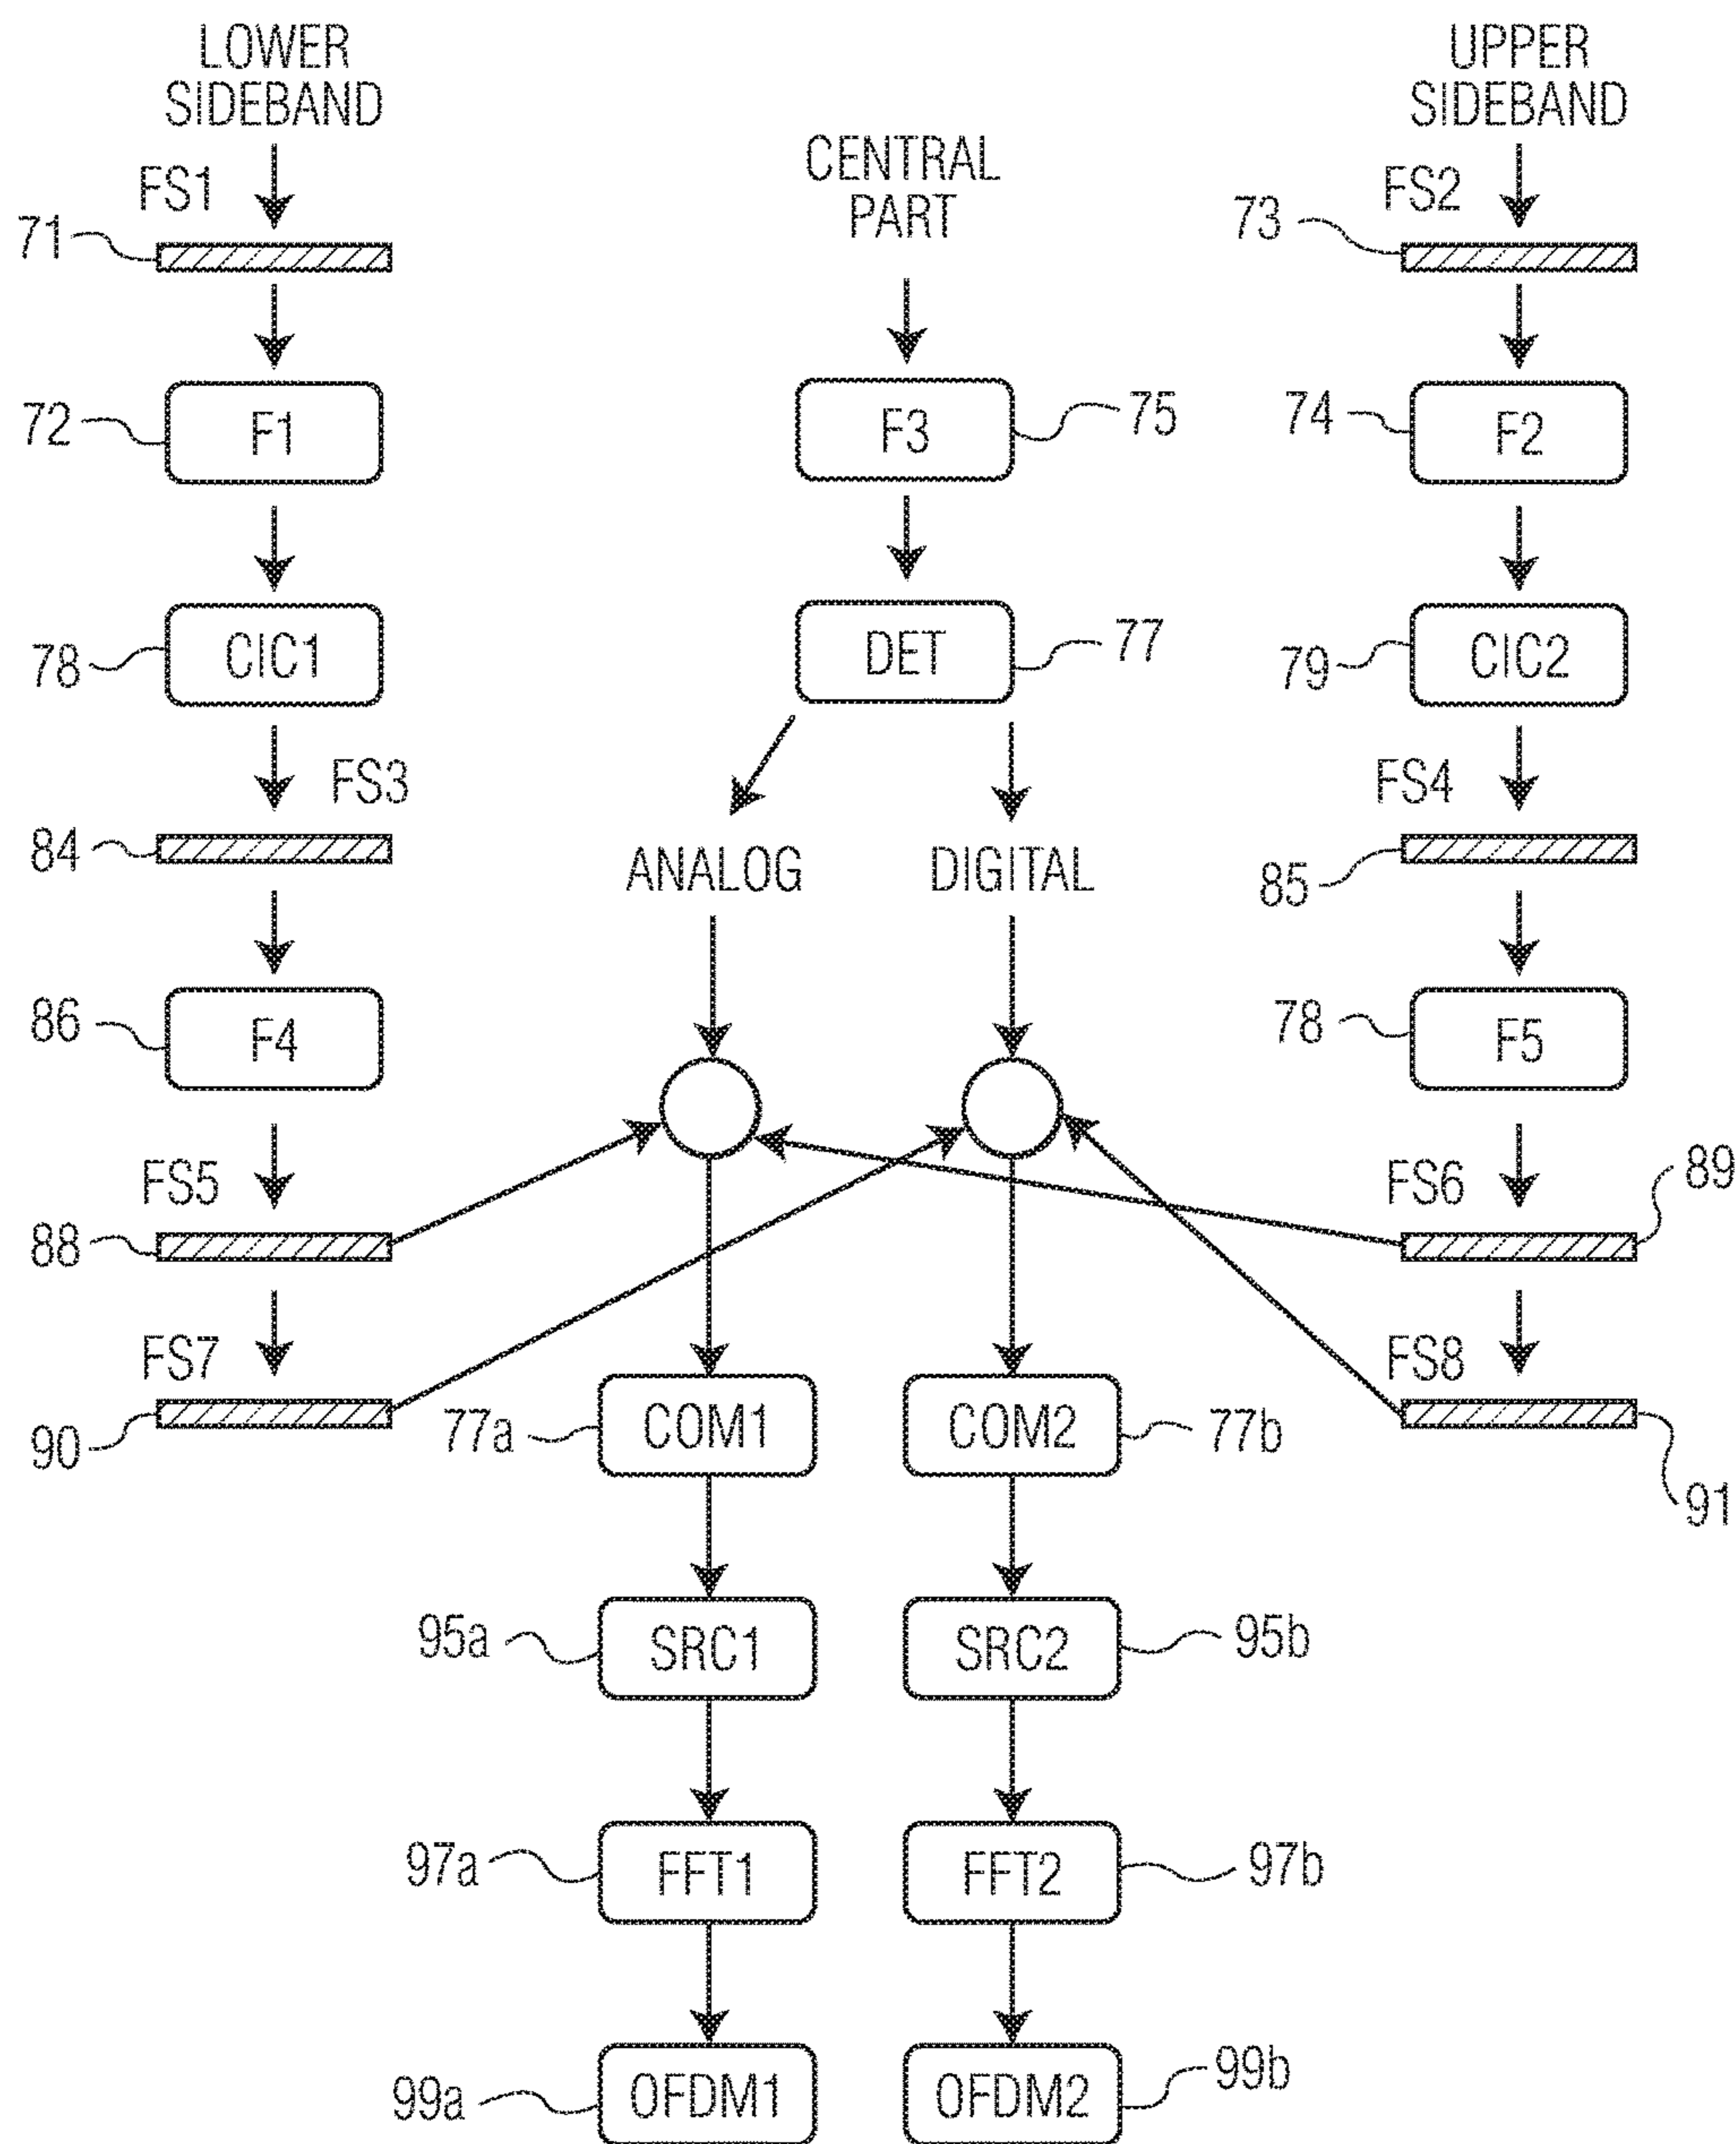 LOWER
SIDEBAND
UPPER
SIDEBAND
CENTRAL
PART
FS1
FS2
71
73
72
F1
F3
75
74
F2
78
CIC1
DET
77
79
CIC2
FS3
FS4
84
ANALOG
DIGITAL
85
86
F4
78
F5
FS5
FS6
89
88
FS7
FS8
90
77a
COM1
COM2
77b
91
95a
SRC1
SRC2
95b
97a
FFT1
FFT2
97b
99a
OFDM1
OFDM2
99b